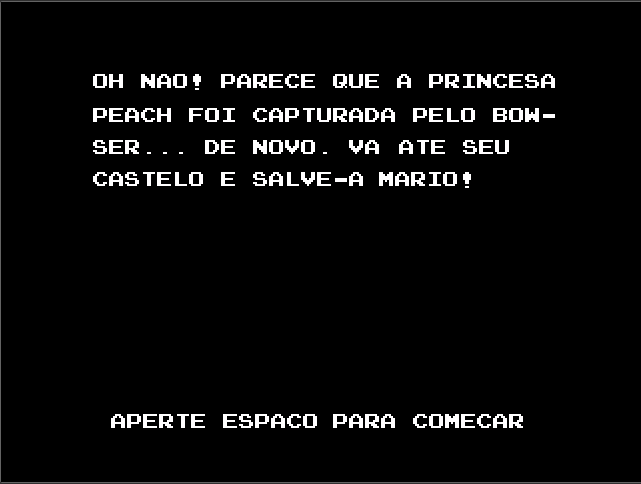 OH NAO! PARECE QUE A PRINCESA
PEACH FOI CAPTURADA PELO BOW-
SER... DE NOVO. VA ATE SEU
CASTELO E SALVE-A MARIO!
APERTE ESPACO PARA COMECAR